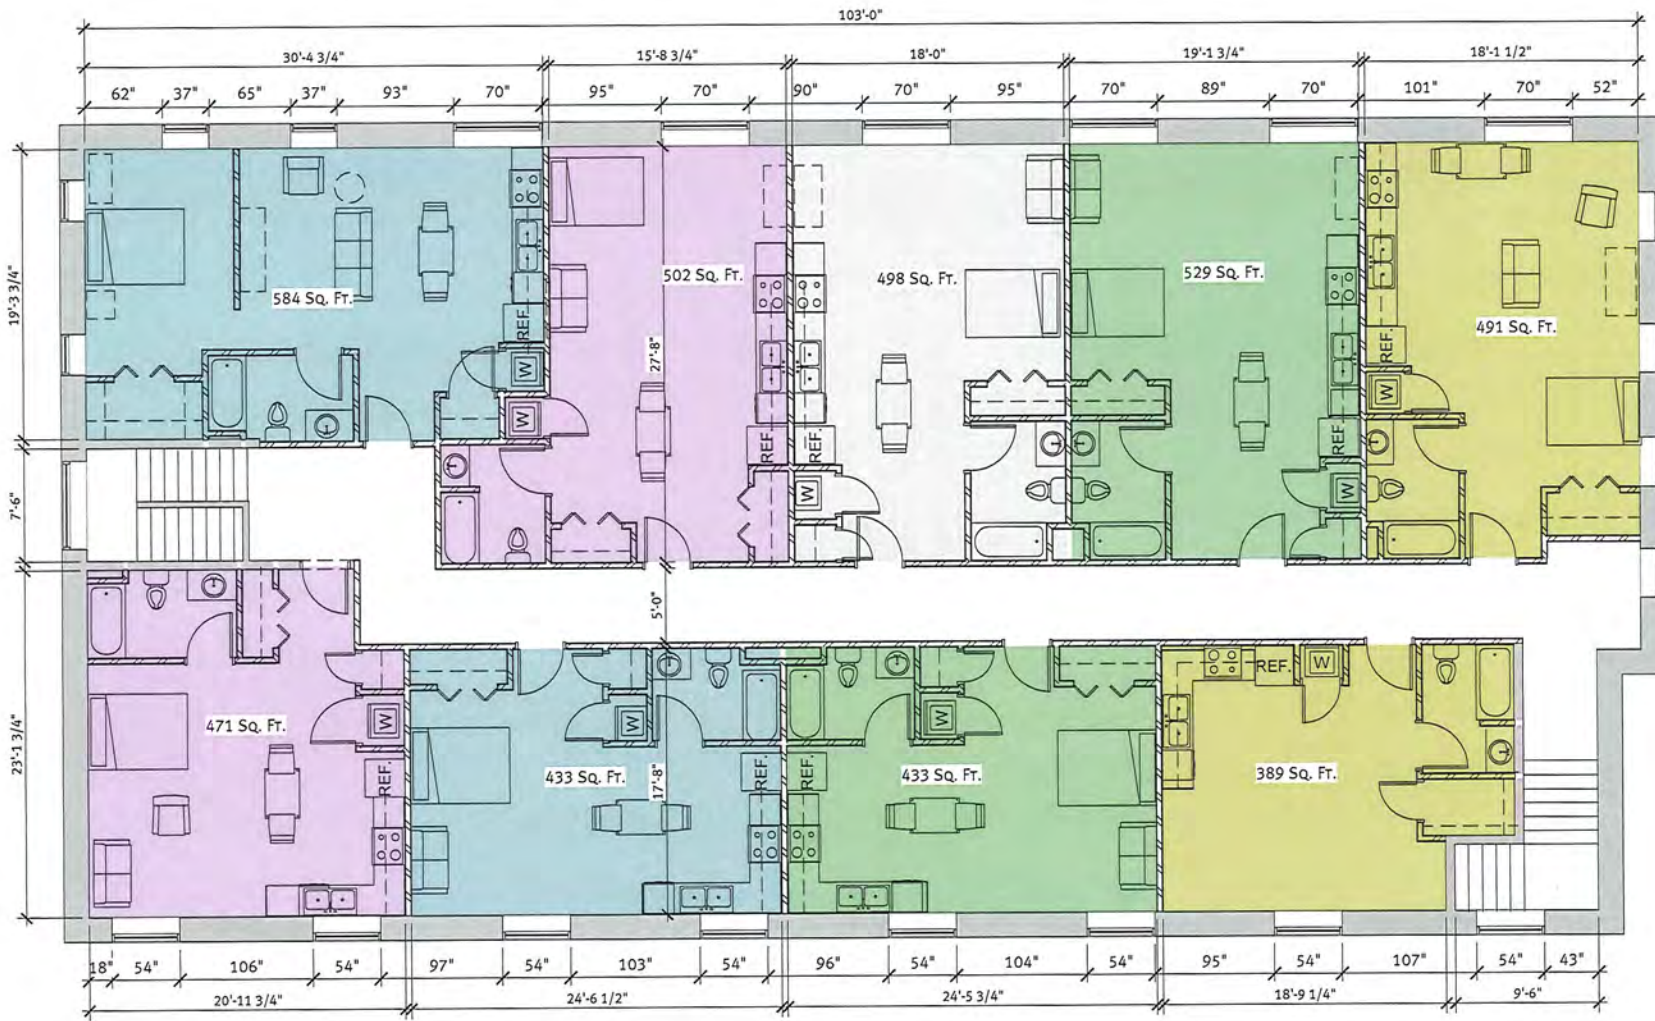 103'-0"
30'-4 3/4" 15'-8 3/4" 18'-0" 19'-1 3/4" 18'-1 1/2"
62" 37" 65" 37" 93" 70" 95" 70" 90" 70" 95" 70" 89" 70" 101" 70" 52"
19'-3 3/4"
7'-6"
23'-1 3/4"
584 Sq. Ft.
REF.
W
502 Sq. Ft.
27'-8"
W
REF.
498 Sq. Ft.
REF.
W
529 Sq. Ft.
REF.
W
491 Sq. Ft.
REF.
W
5'-0"
471 Sq. Ft.
W
REF.
433 Sq. Ft.
W
17'-8"
REF.
433 Sq. Ft.
W
REF.
389 Sq. Ft.
REF.
W
18" 54" 106" 54" 97" 54" 103" 54" 96" 54" 104" 54" 95" 54" 107" 54" 43"
20'-11 3/4" 24'-6 1/2" 24'-5 3/4" 18'-9 1/4" 9'-6"